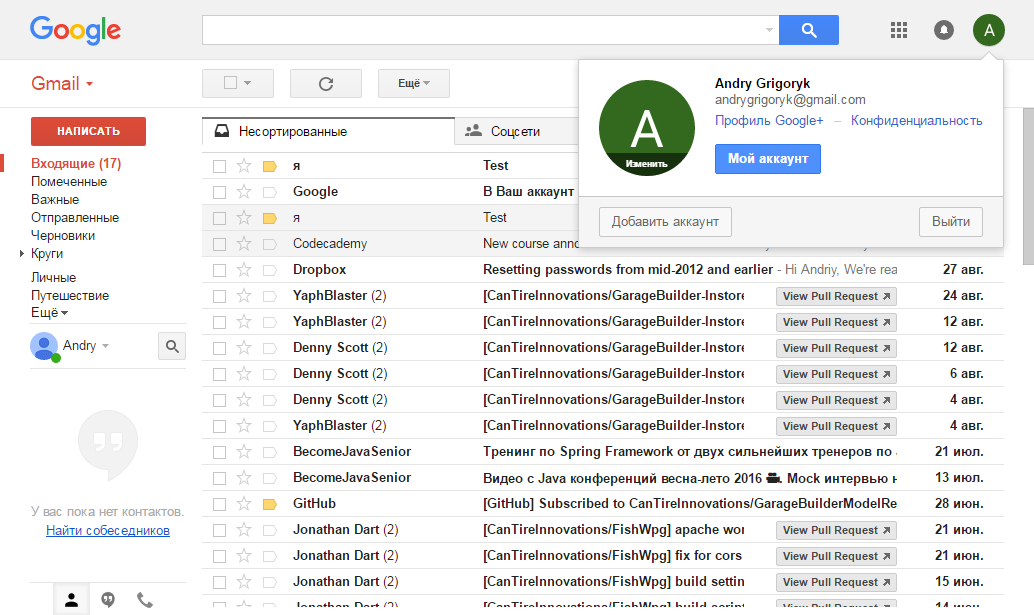 Google
A
Gmail
Ещё
Andry Grigoryk
andrygrigoryk@gmail.com
Профиль Google+ – Конфиденциальность
A
Изменить
Мой аккаунт
Добавить аккаунт
Выйти
НАПИСАТЬ
Входящие (17)
Помеченные
Важные
Отправленные
Черновики
Круги
Личные
Путешествие
Ещё
Andry
У вас пока нет контактов.
Найти собеседников
Несортированные
Соцсети
я Test
Google В Ваш аккаунт
я Test
Codecademy New course
Dropbox Resetting passwords from mid-2012 and earlier - Hi Andriy, We're 27 авг.
YaphBlaster (2) [CanTireInnovations/GarageBuilder-Instore View Pull Request 24 авг.
YaphBlaster (2) [CanTireInnovations/GarageBuilder-Instore View Pull Request 12 авг.
Denny Scott (2) [CanTireInnovations/GarageBuilder-Instore View Pull Request 12 авг.
Denny Scott (2) [CanTireInnovations/GarageBuilder-Instore View Pull Request 6 авг.
Denny Scott (2) [CanTireInnovations/GarageBuilder-Instore View Pull Request 4 авг.
YaphBlaster (2) [CanTireInnovations/GarageBuilder-Instore View Pull Request 4 авг.
BecomeJavaSenior Тренинг по Spring Framework от двух сильнейших тренеров по 21 июл.
BecomeJavaSenior Видео с Java конференций весна-лето 2016 Mock интервью 13 июл.
GitHub [GitHub] Subscribed to CanTireInnovations/GarageBuilderModelRe 28 июн.
Jonathan Dart (2) [CanTireInnovations/FishWpg] apache wor View Pull Request 21 июн.
Jonathan Dart (2) [CanTireInnovations/FishWpg] fix for cors View Pull Request 21 июн.
Jonathan Dart (2) [CanTireInnovations/FishWpg] build settin View Pull Request 15 июн.
Jonathan Dart (2) [CanTireInnovations/FishWpg] build script View Pull Request 14 июн.